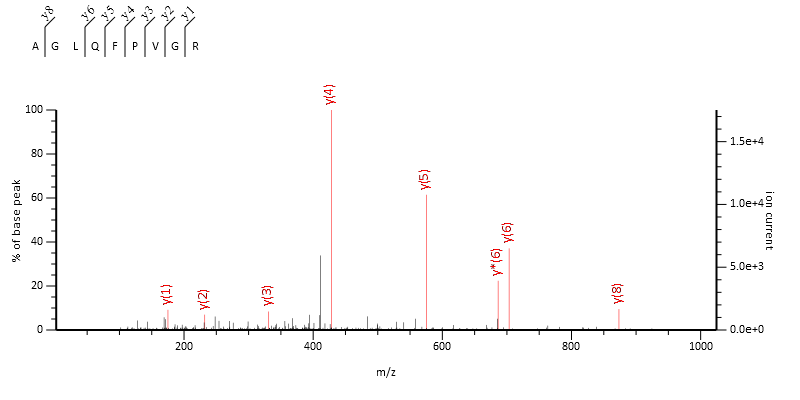 y8 y6 y5 y4 y3 y2 y1
A G L Q F P V G R
y(4)
y(5)
y(6)
y*(6)
y(1)
y(2)
y(3)
y(8)
100
80
60
40
20
0
% of base peak
1.5e+4
1.0e+4
5.0e+3
0.0e+0
ion current
200 400 600 800 1000
m/z